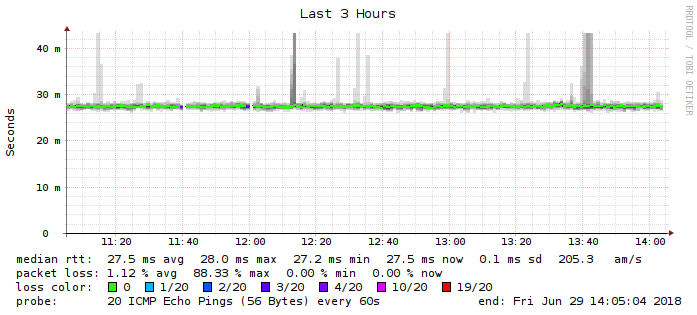 Last 3 Hours
RRDTOOL / TOBI OETIKER
Seconds
40 m
30 m
20 m
10 m
0
11:20 11:40 12:00 12:20 12:40 13:00 13:20 13:40 14:00
median rtt: 27.5 ms avg 28.0 ms max 27.2 ms min 27.5 ms now 0.1 ms sd 205.3 am/s
packet loss: 1.12 % avg 88.33 % max 0.00 % min 0.00 % now
loss color: 0 1/20 2/20 3/20 4/20 10/20 19/20
probe: 20 ICMP Echo Pings (56 Bytes) every 60s end: Fri Jun 29 14:05:04 2018